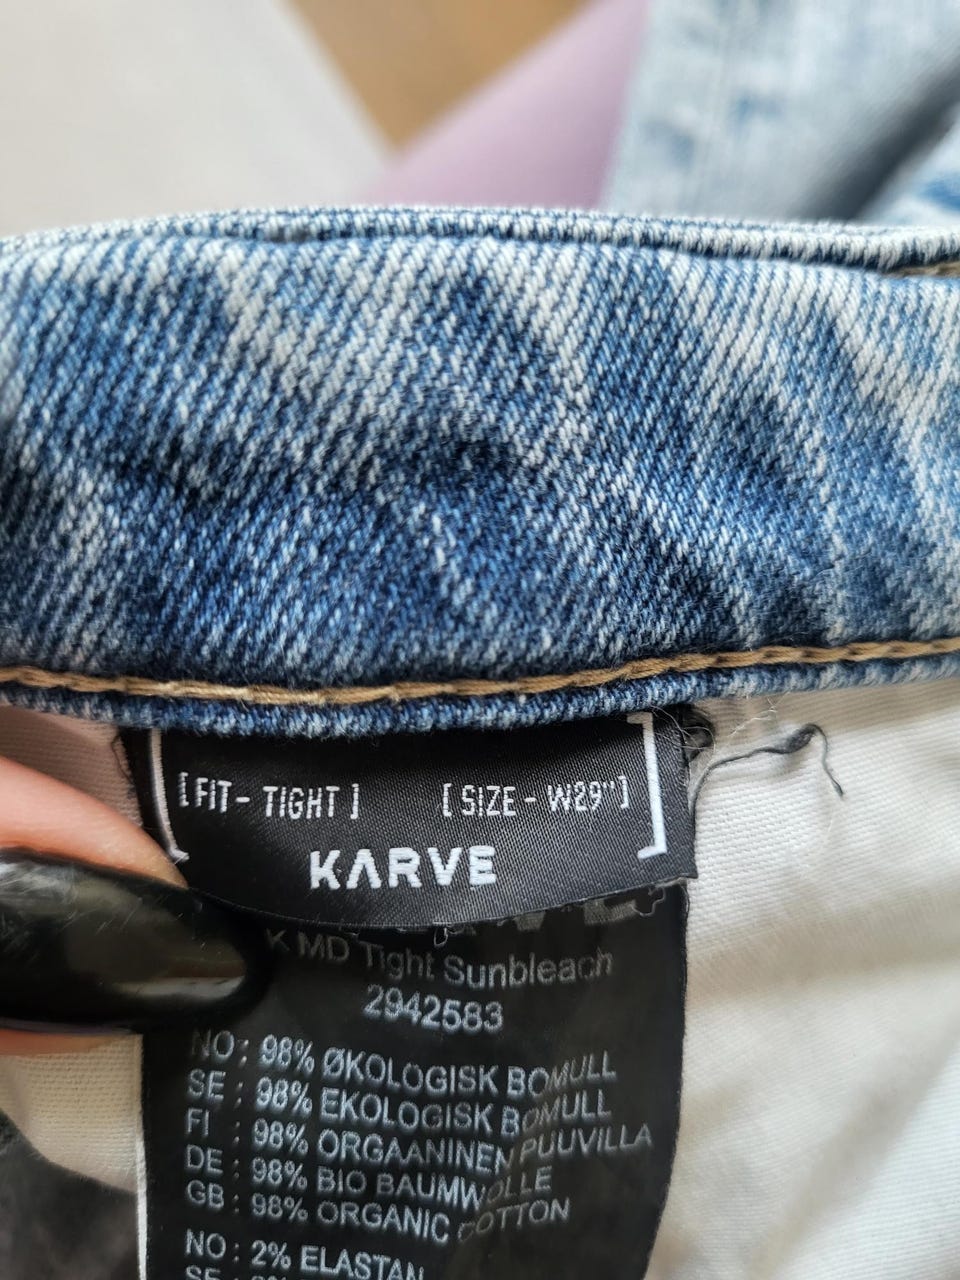 [FIT - TIGHT] [SIZE - W29"]
KARVE
K MD Tight Sunbleach
2942583
NO: 98% ØKOLOGISK BOMULL
SE : 98% EKOLOGISK BOMULL
FI : 98% ORGAANINEN PUUVILLA
DE : 98% BIO BAUMWOLLE
GB : 98% ORGANIC COTTON
NO : 2% ELASTAN